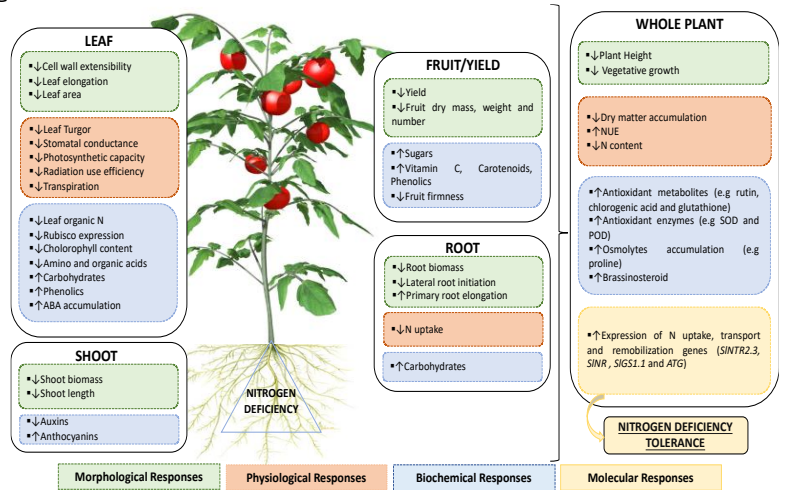 LEAF
▪↓Cell wall extensibility
▪↓Leaf elongation
▪↓Leaf area
▪↓Leaf Turgor
▪↓Stomatal conductance
▪↓Photosynthetic capacity
▪↓Radiation use efficiency
▪↓Transpiration
▪↓Leaf organic N
▪↓Rubisco expression
▪↓Cholorophyll content
▪↓Amino and organic acids
▪↑Carbohydrates
▪↑Phenolics
▪↑ABA accumulation
SHOOT
▪↓Shoot biomass
▪↓Shoot length
▪↓Auxins
▪↑Anthocyanins
NITROGEN
DEFICIENCY
FRUIT/YIELD
▪↓Yield
▪↓Fruit dry mass, weight and
number
▪↑Sugars
▪↑Vitamin C, Carotenoids,
Phenolics
▪↓Fruit firmness
ROOT
▪↓Root biomass
▪↓Lateral root initiation
▪↑Primary root elongation
▪↓N uptake
▪↑Carbohydrates
WHOLE PLANT
▪↓Plant Height
▪↓ Vegetative growth
▪↓Dry matter accumulation
▪↑NUE
▪↓N content
▪↑Antioxidant metabolites (e.g rutin,
chlorogenic acid and glutathione)
▪↑Antioxidant enzymes (e.g SOD and
POD)
▪↑Osmolytes accumulation (e.g
proline)
▪↑Brassinosteroid
▪↑Expression of N uptake, transport
and remobilization genes (SlNTR2.3,
SlNR , SlGS1.1 and ATG)
NITROGEN DEFICIENCY
TOLERANCE
Morphological Responses
Physiological Responses
Biochemical Responses
Molecular Responses